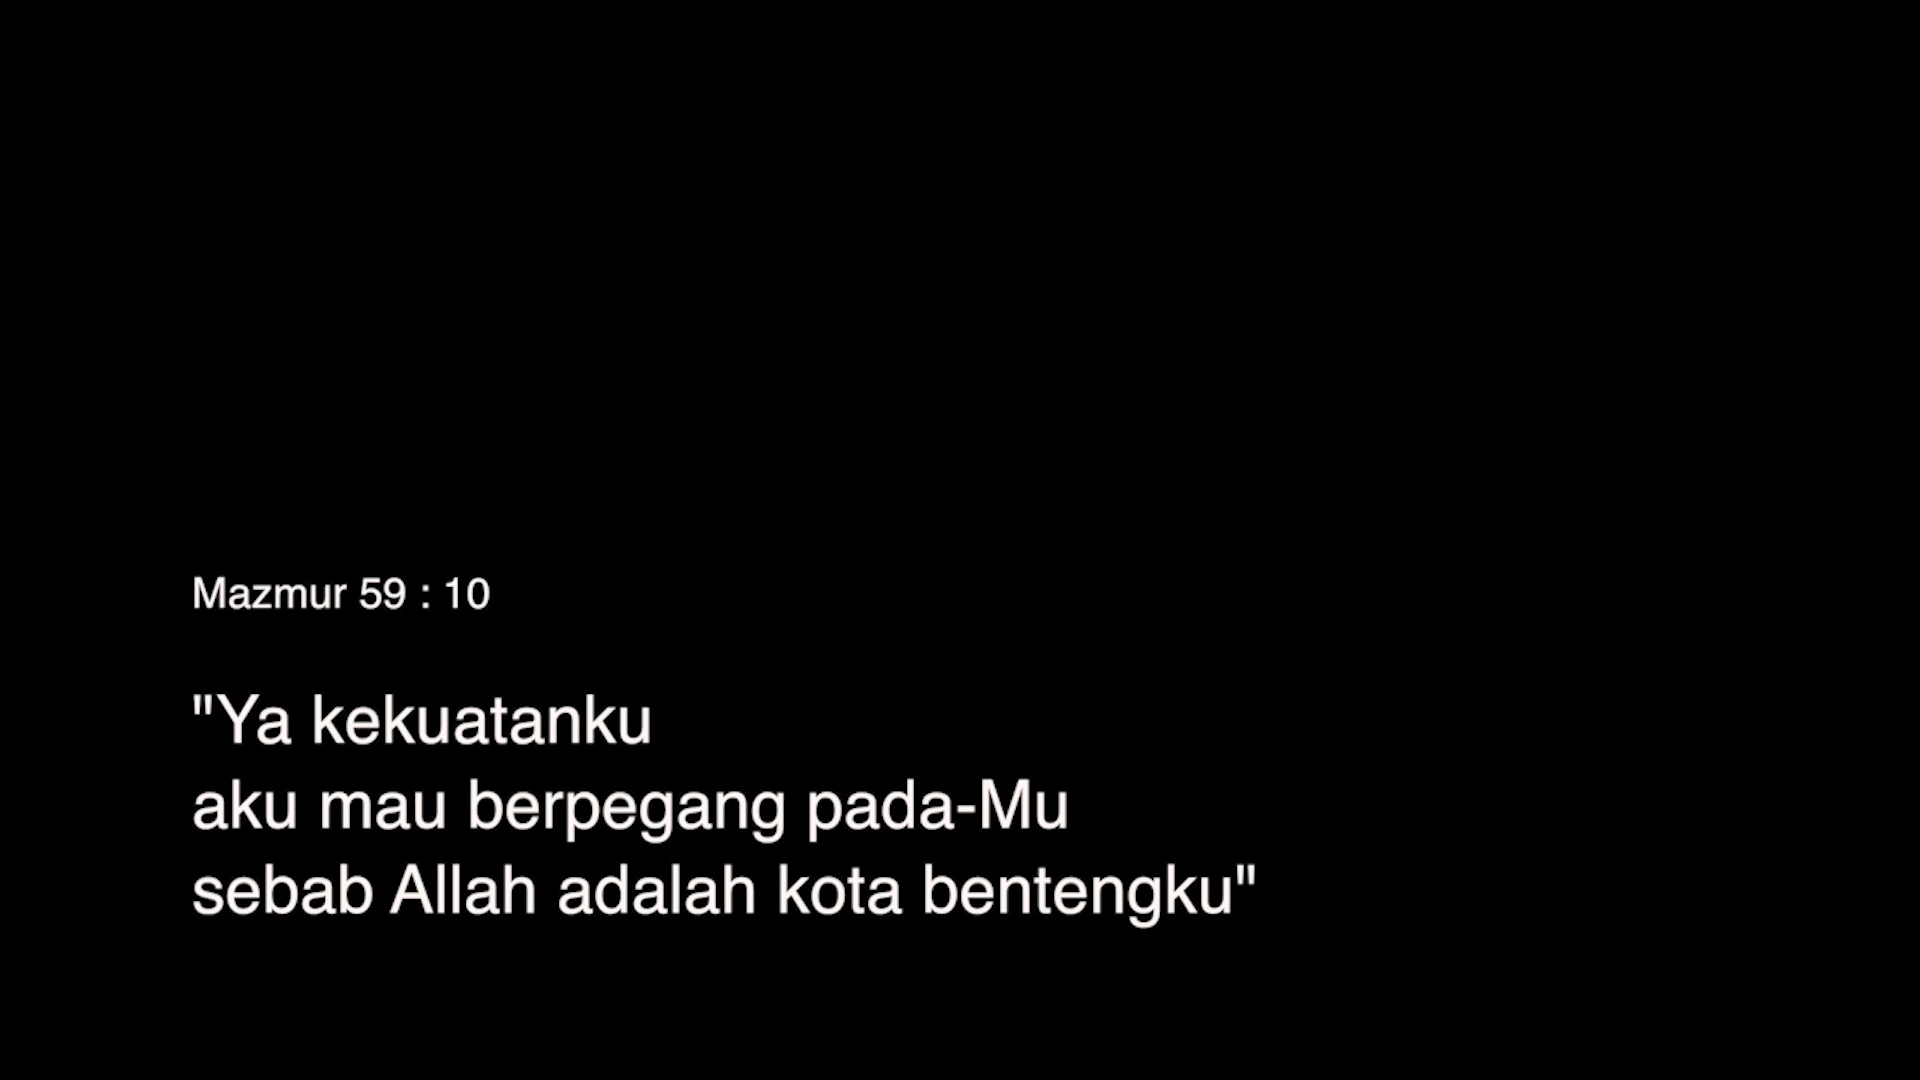 Mazmur 59 : 10
"Ya kekuatanku
aku mau berpegang pada-Mu
sebab Allah adalah kota bentengku"